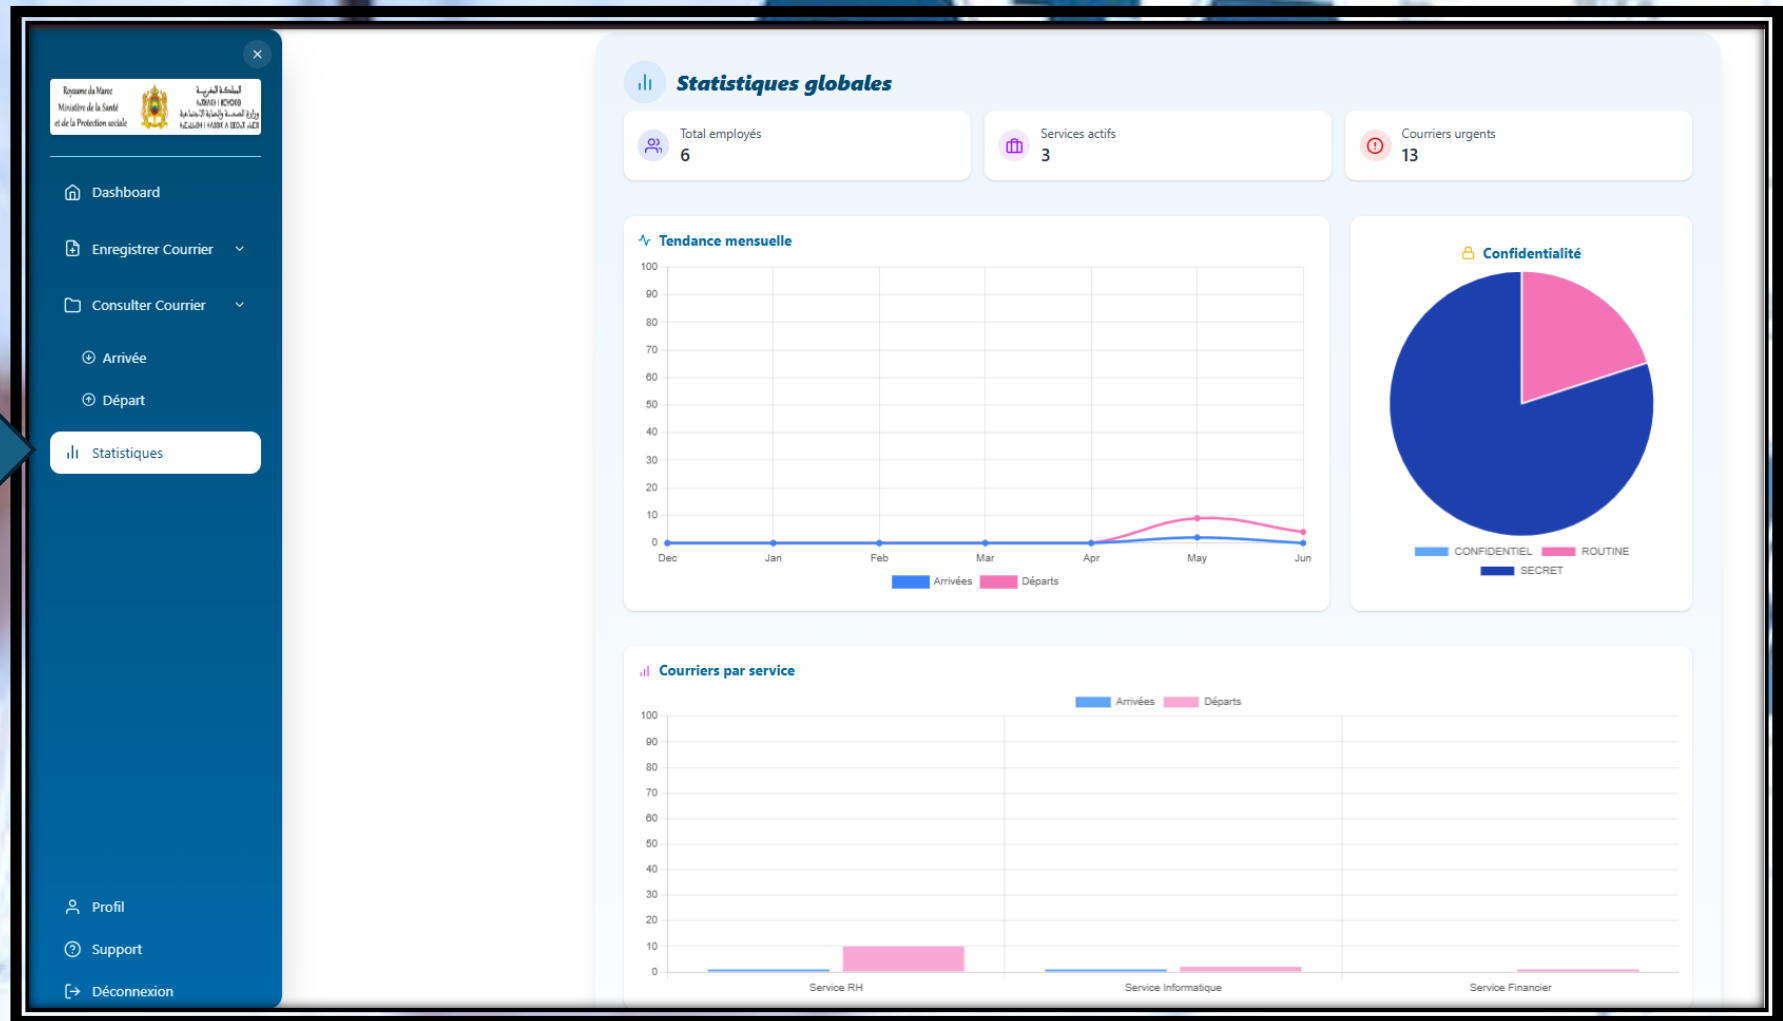 Royaume du Maroc
Ministère de la Santé
et de la Protection sociale
المملكة المغربية
Dashboard
Enregistrer Courrier
Consulter Courrier
Arrivée
Départ
Statistiques
Profil
Support
Déconnexion
Statistiques globales
Total employés
6
Services actifs
3
Courriers urgents
13
Tendance mensuelle
100
90
80
70
60
50
40
30
20
10
0
Dec Jan Feb Mar Apr May Jun
Arrivées Départs
Confidentialité
CONFIDENTIEL ROUTINE
SECRET
Courriers par service
Arrivées Départs
100
90
80
70
60
50
40
30
20
10
0
Service RH Service Informatique Service Financier